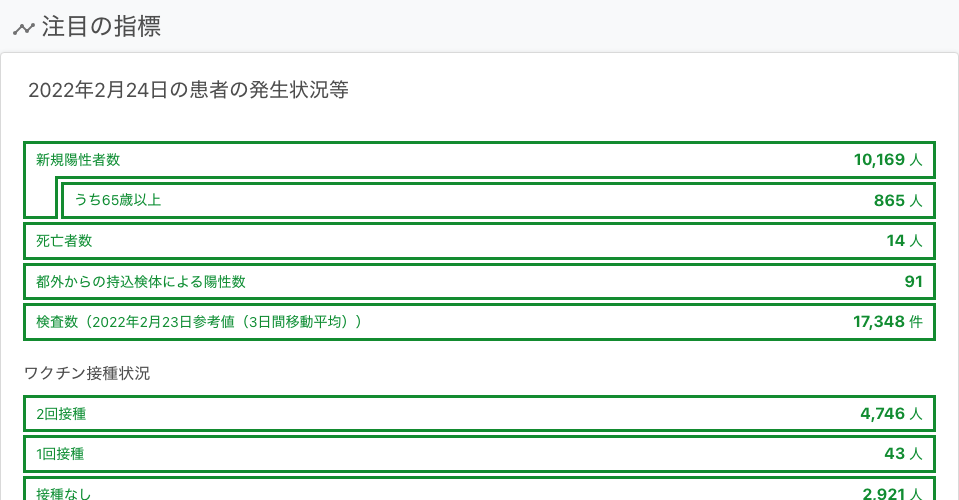 注目の指標
2022年2月24日の患者の発生状況等
新規陽性者数 10,169 人
うち65歳以上 865 人
死亡者数 14 人
都外からの持込検体による陽性数 91
検査数（2022年2月23日参考値（3日間移動平均）） 17,348 件
ワクチン接種状況
2回接種 4,746 人
1回接種 43 人
接種なし 2,921 人